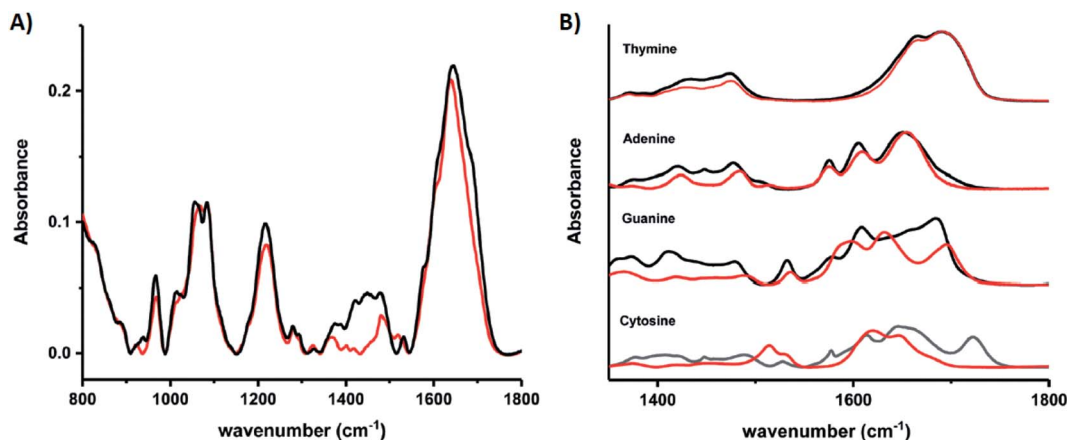 A)
Absorbance
0.2
0.1
0.0
800 1000 1200 1400 1600 1800
wavenumber (cm-1)
B)
Absorbance
Thymine
Adenine
Guanine
Cytosine
1400 1600 1800
wavenumber (cm-1)